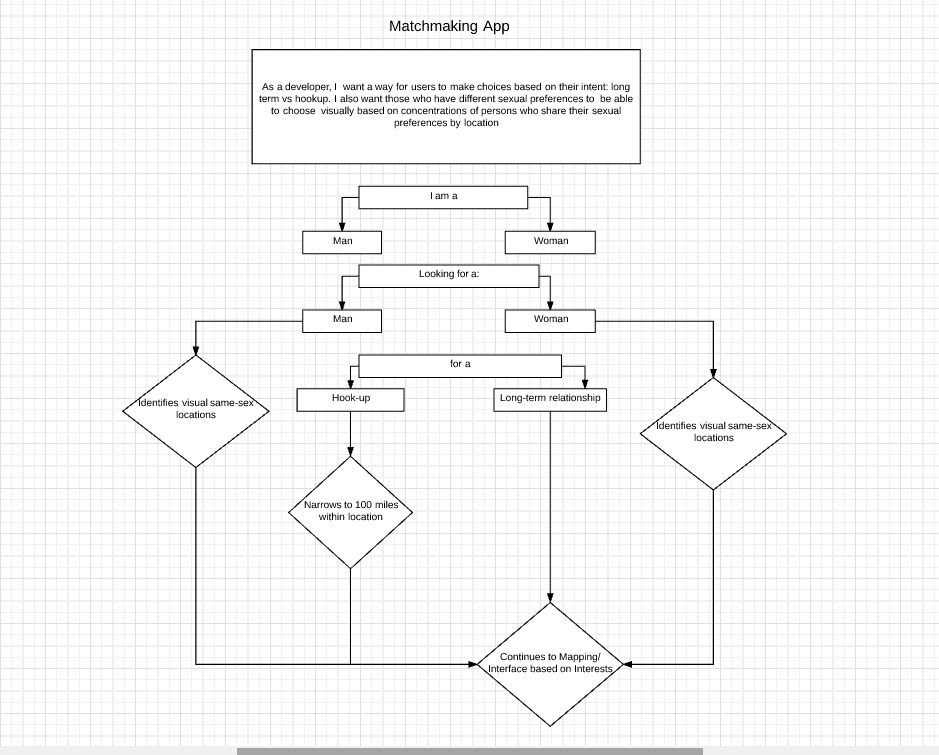 Matchmaking App
As a developer, I want a way for users to make choices based on their intent: long
term vs hookup. I also want those who have different sexual preferences to be able
to choose visually based on concentrations of persons who share their sexual
preferences by location
I am a
Man
Woman
Looking for a:
Man
Woman
for a
Hook-up
Long-term relationship
Identifies visual same-sex
locations
Identifies visual same-sex
locations
Narrows to 100 miles
within location
Continues to Mapping/
Interface based on Interests